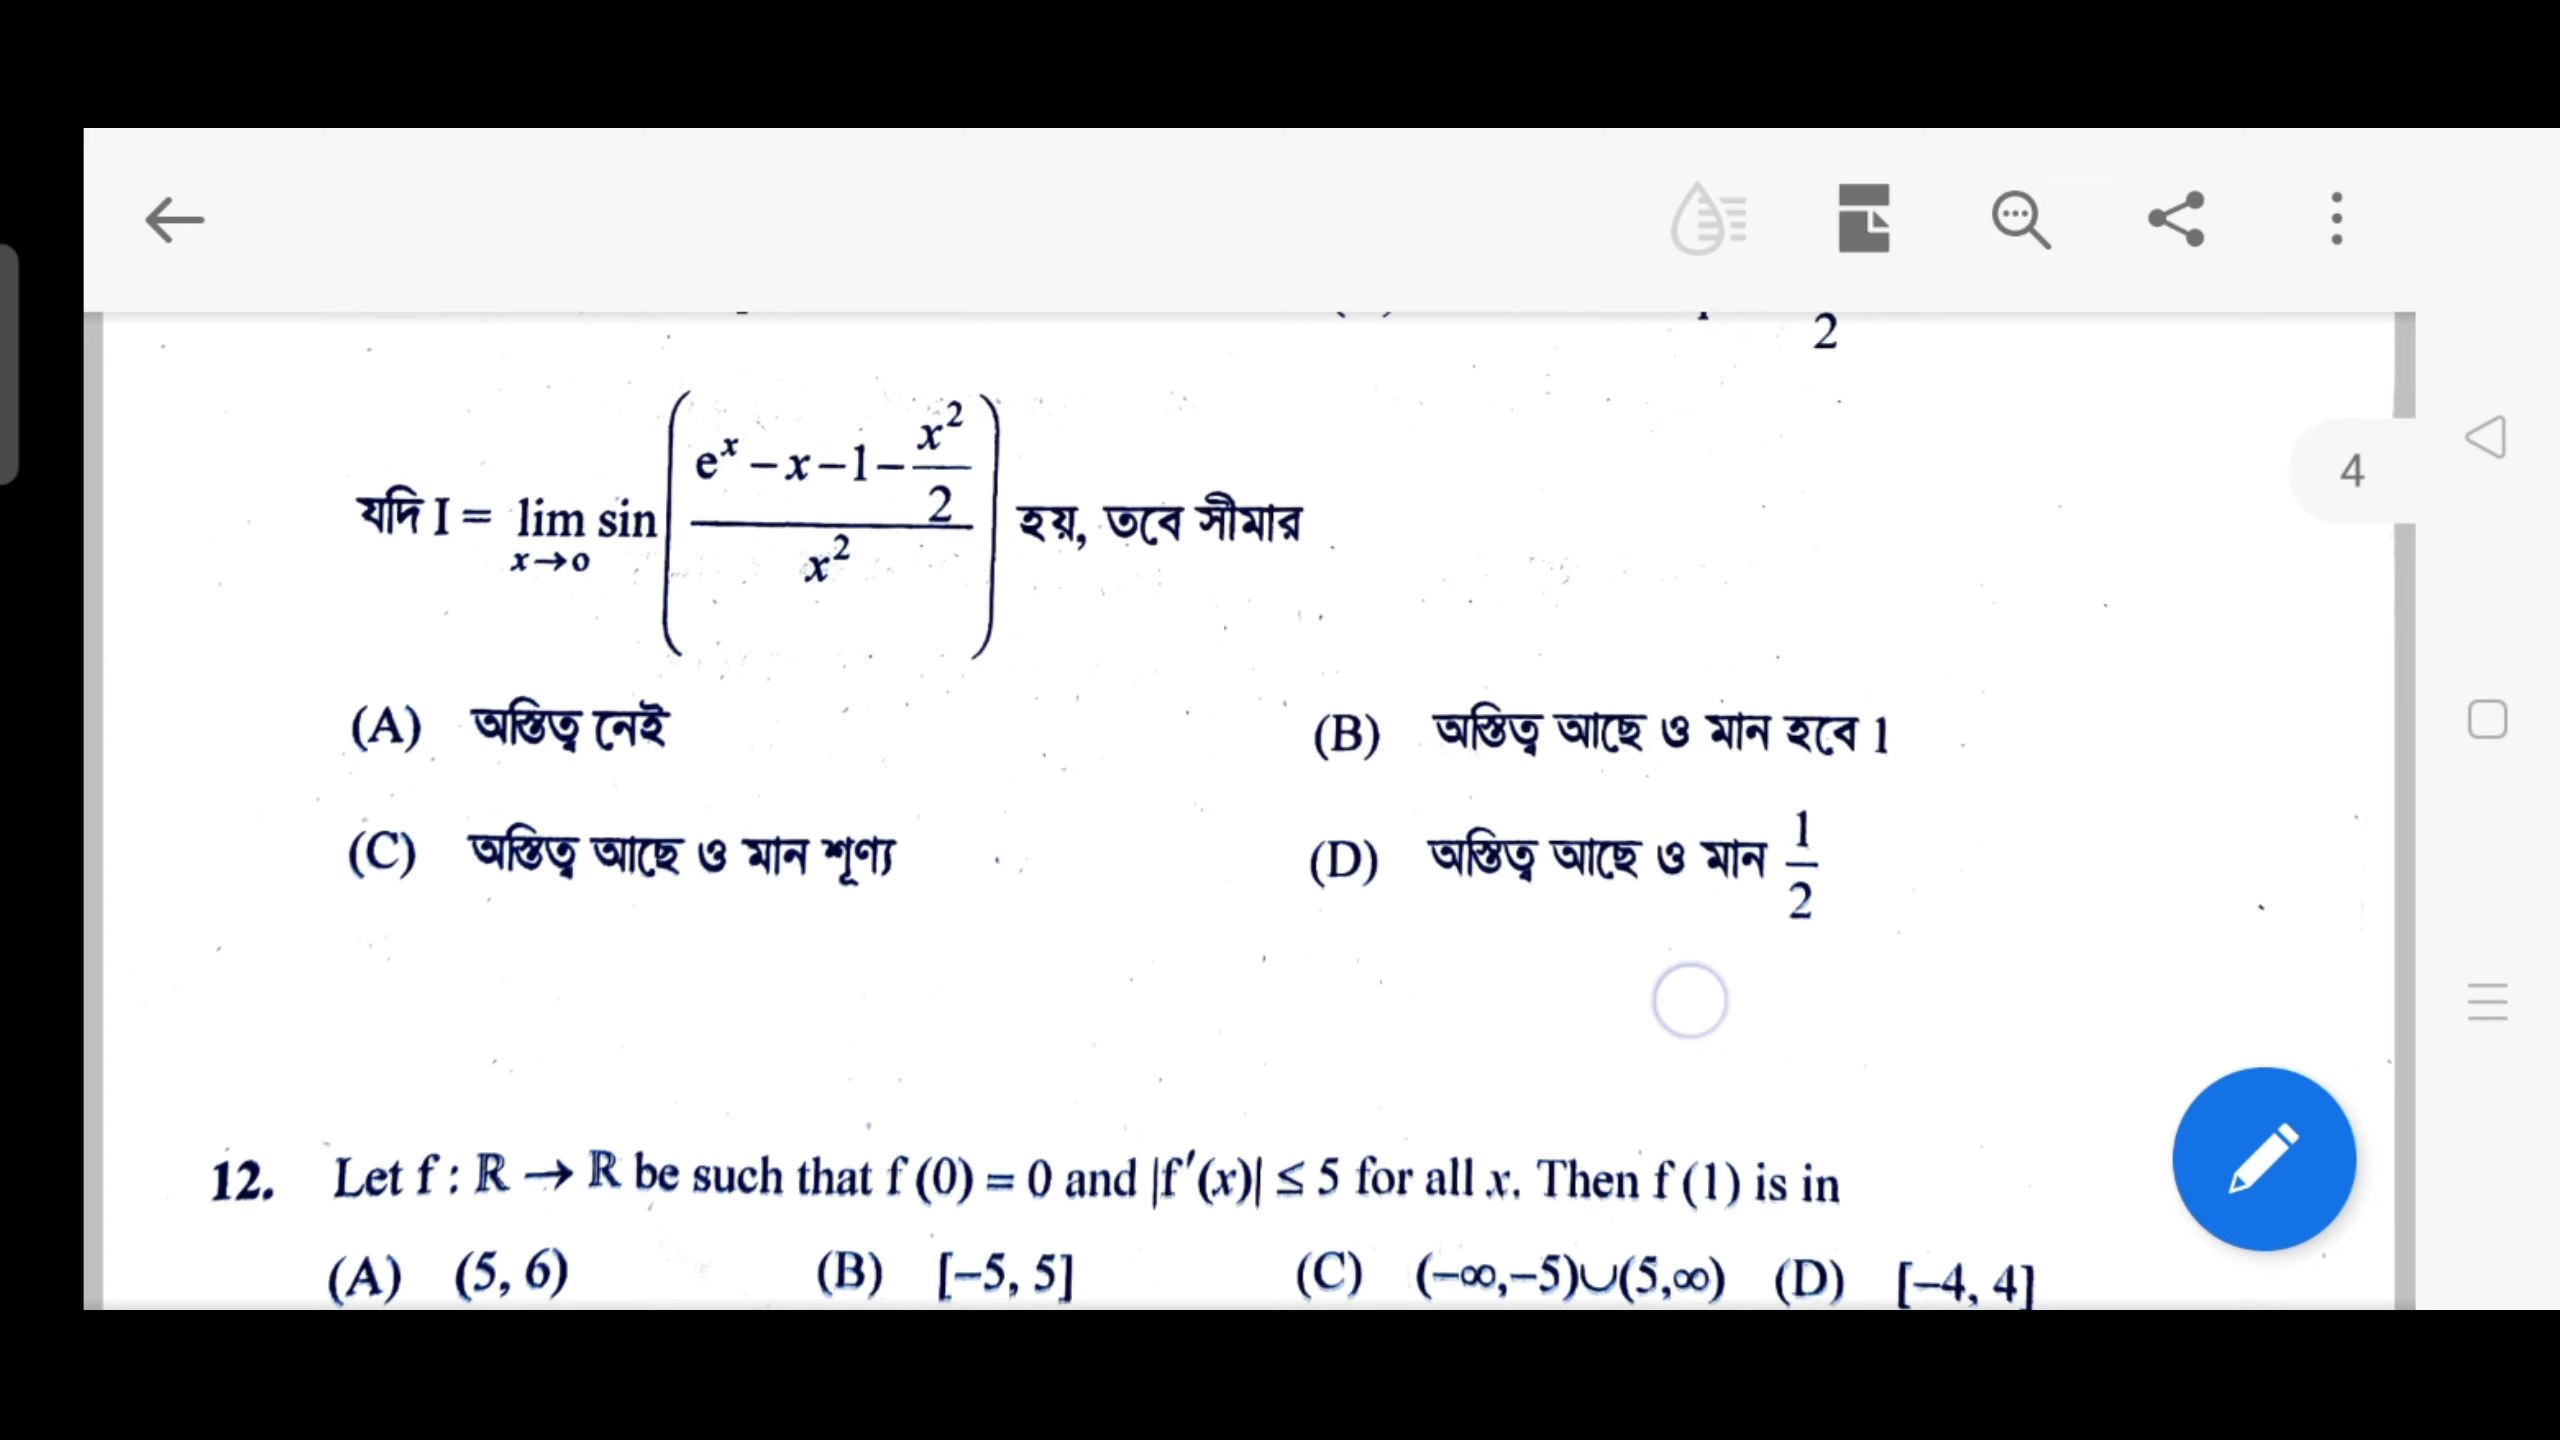 2
যদি I = lim x→0 sin ( (e^x − x − 1 − x^2/2) / x^2 ) হয়, তবে সীমার
4
(A) অস্তিত্ব নেই (B) অস্তিত্ব আছে ও মান হবে 1
(C) অস্তিত্ব আছে ও মান শূণ্য (D) অস্তিত্ব আছে ও মান 1/2
12. Let f : ℝ → ℝ be such that f (0) = 0 and |f′(x)| ≤ 5 for all x. Then f (1) is in
(A) (5, 6) (B) [−5, 5] (C) (−∞,−5)∪(5,∞) (D) [−4, 4]